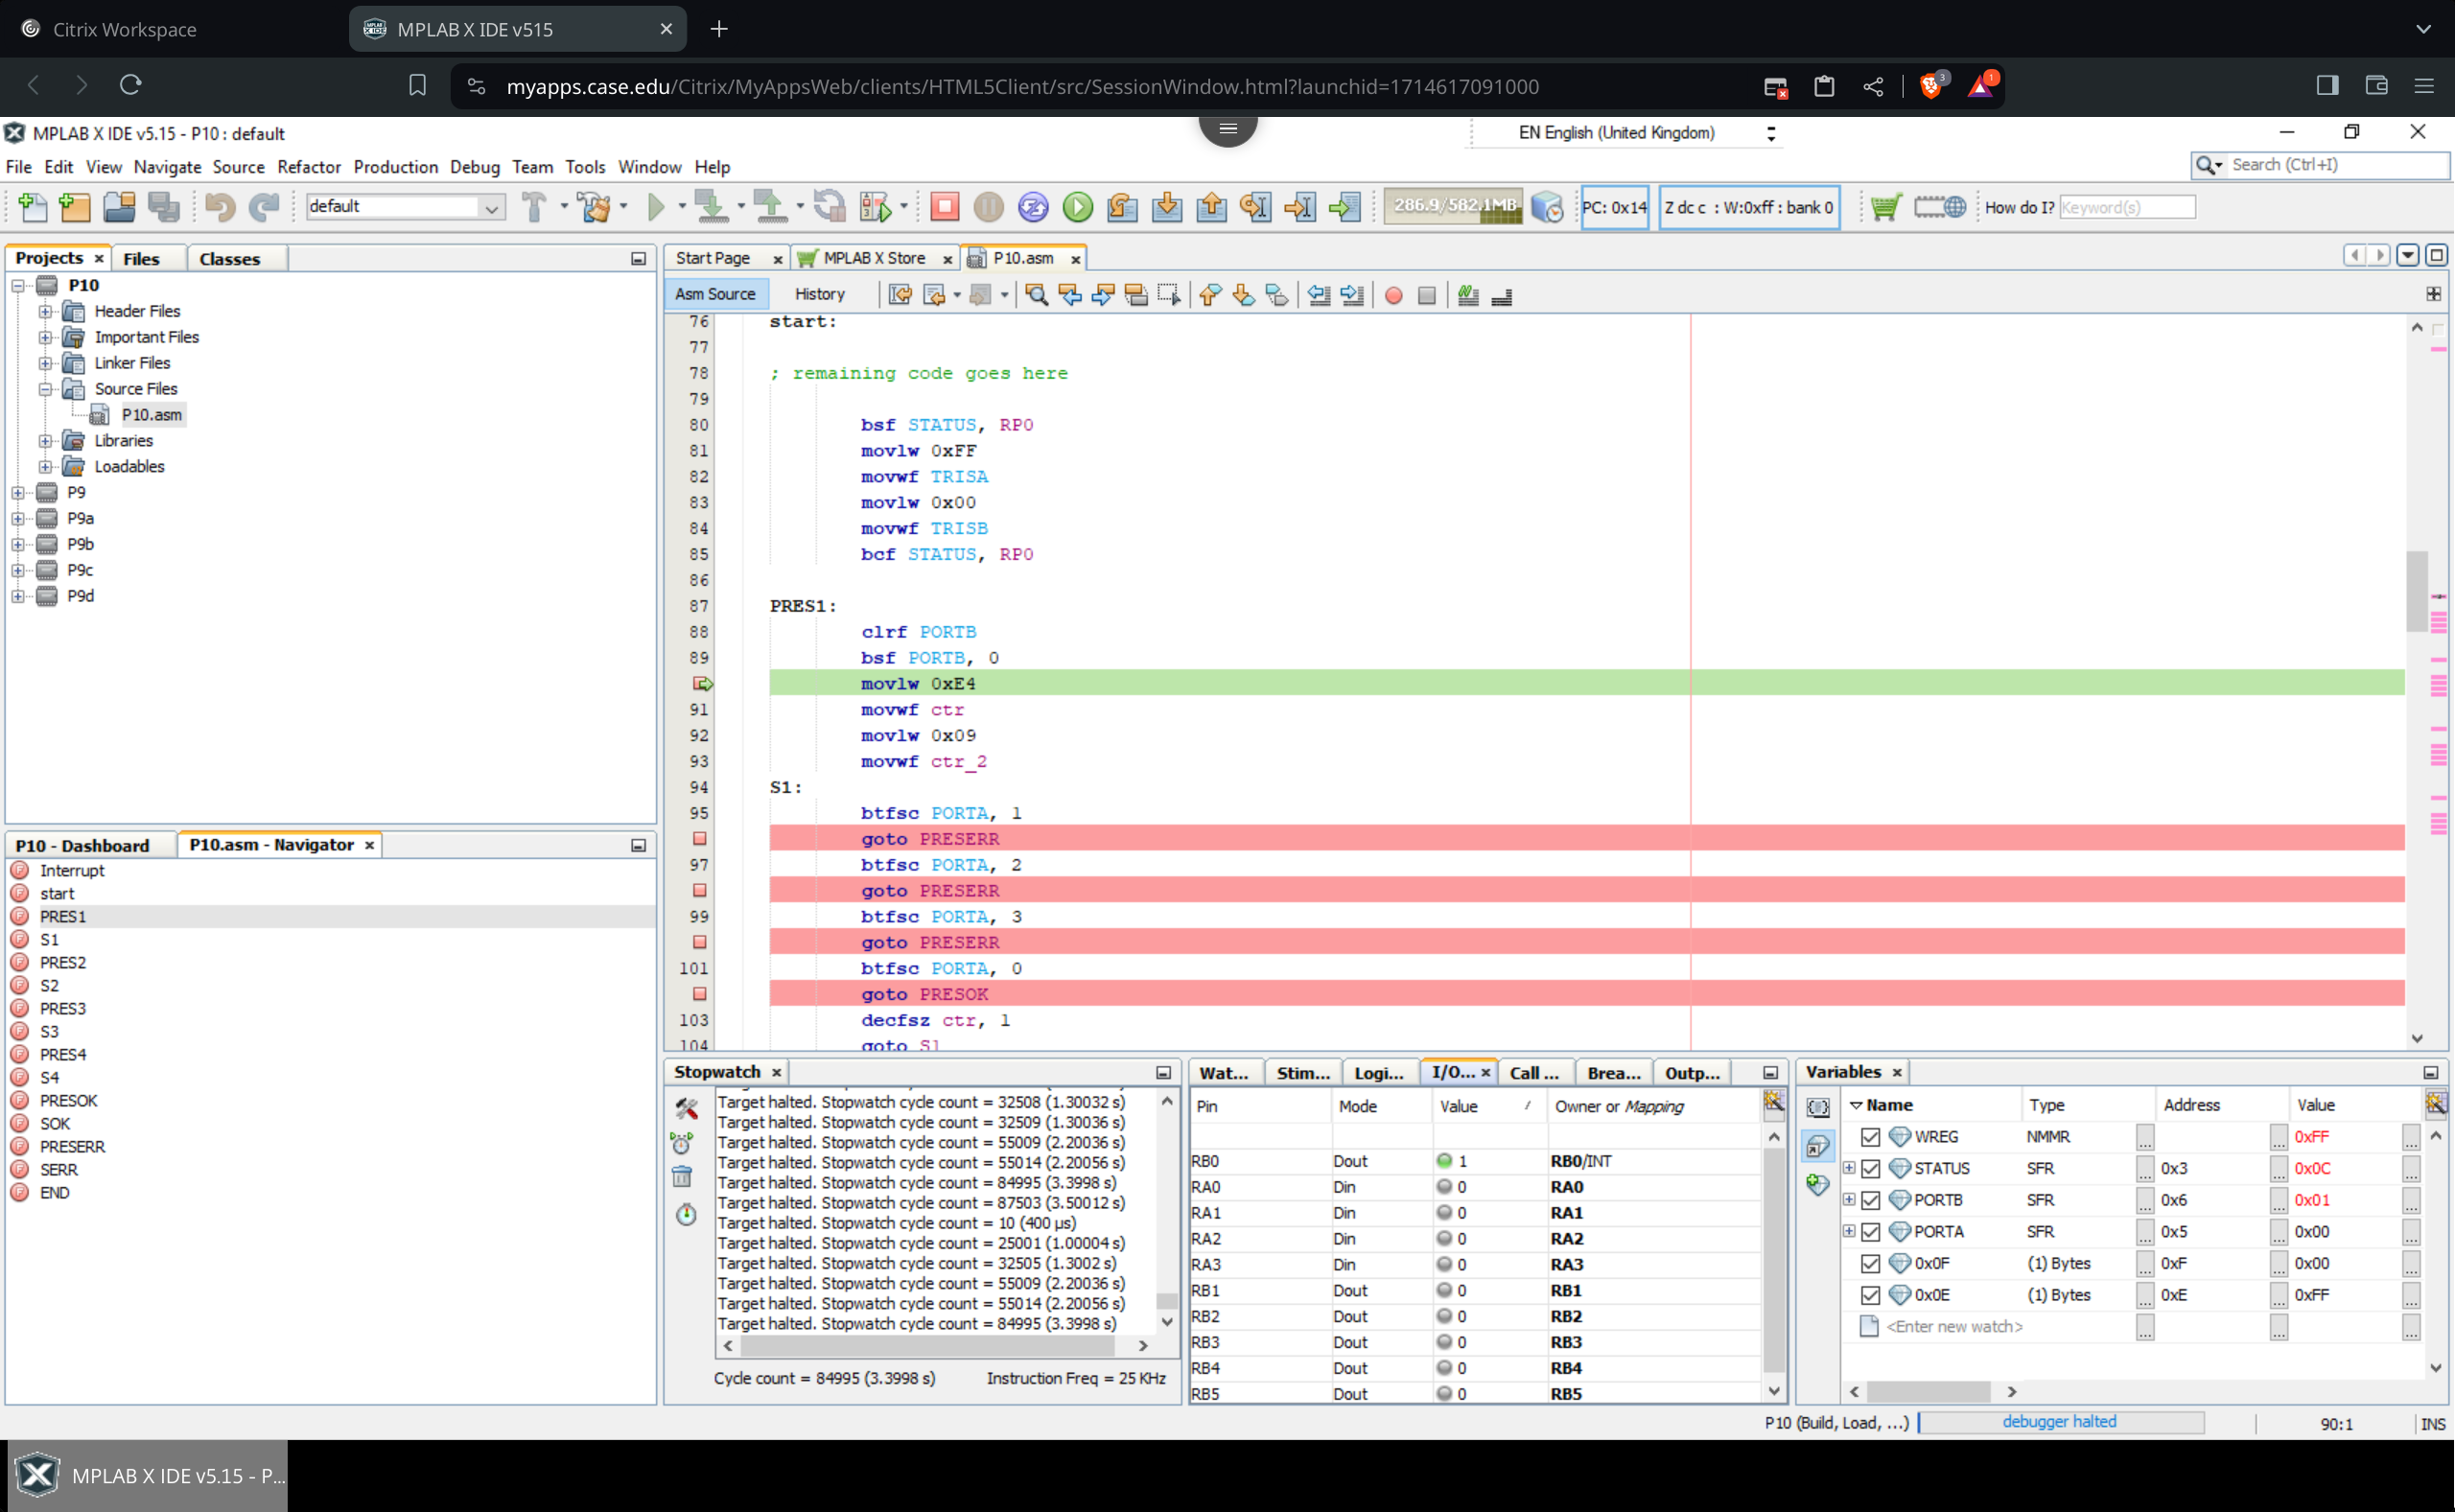 Citrix Workspace
MPLAB X IDE v515
myapps.case.edu/Citrix/MyAppsWeb/clients/HTML5Client/src/SessionWindow.html?launchid=1714617091000
3
1
MPLAB X IDE v5.15 - P10 : default
EN English (United Kingdom)
File Edit View Navigate Source Refactor Production Debug Team Tools Window Help
Search (Ctrl+I)
default
286.9/582.1MB
PC: 0x14
Z dc c : W:0xff : bank 0
How do I?
Keyword(s)
Projects
Files
Classes
P10
Header Files
Important Files
Linker Files
Source Files
P10.asm
Libraries
Loadables
P9
P9a
P9b
P9c
P9d
Start Page
MPLAB X Store
P10.asm
Asm Source
History
76 start:
77
78 ; remaining code goes here
79
80 bsf STATUS, RP0
81 movlw 0xFF
82 movwf TRISA
83 movlw 0x00
84 movwf TRISB
85 bcf STATUS, RP0
86
87 PRES1:
88 clrf PORTB
89 bsf PORTB, 0
movlw 0xE4
91 movwf ctr
92 movlw 0x09
93 movwf ctr_2
94 S1:
95 btfsc PORTA, 1
goto PRESERR
97 btfsc PORTA, 2
goto PRESERR
99 btfsc PORTA, 3
goto PRESERR
101 btfsc PORTA, 0
goto PRESOK
103 decfsz ctr, 1
104 goto S1
P10 - Dashboard
P10.asm - Navigator
Interrupt
start
PRES1
S1
PRES2
S2
PRES3
S3
PRES4
S4
PRESOK
SOK
PRESERR
SERR
END
Stopwatch
Target halted. Stopwatch cycle count = 32508 (1.30032 s)
Target halted. Stopwatch cycle count = 32509 (1.30036 s)
Target halted. Stopwatch cycle count = 55009 (2.20036 s)
Target halted. Stopwatch cycle count = 55014 (2.20056 s)
Target halted. Stopwatch cycle count = 84995 (3.3998 s)
Target halted. Stopwatch cycle count = 87503 (3.50012 s)
Target halted. Stopwatch cycle count = 10 (400 µs)
Target halted. Stopwatch cycle count = 25001 (1.00004 s)
Target halted. Stopwatch cycle count = 32505 (1.3002 s)
Target halted. Stopwatch cycle count = 55009 (2.20036 s)
Target halted. Stopwatch cycle count = 55014 (2.20056 s)
Target halted. Stopwatch cycle count = 84995 (3.3998 s)
Cycle count = 84995 (3.3998 s)
Instruction Freq = 25 KHz
Wat... Stim... Logi... I/O... Call ... Brea... Outp...
Pin Mode Value / Owner or Mapping
RB0 Dout 1 RB0/INT
RA0 Din 0 RA0
RA1 Din 0 RA1
RA2 Din 0 RA2
RA3 Din 0 RA3
RB1 Dout 0 RB1
RB2 Dout 0 RB2
RB3 Dout 0 RB3
RB4 Dout 0 RB4
RB5 Dout 0 RB5
Variables
Name Type Address Value
WREG NMMR ... ... 0xFF ...
STATUS SFR ... 0x3 ... 0x0C ...
PORTB SFR ... 0x6 ... 0x01 ...
PORTA SFR ... 0x5 ... 0x00 ...
0x0F (1) Bytes ... 0xF ... 0x00 ...
0x0E (1) Bytes ... 0xE ... 0xFF ...
<Enter new watch> ... ... ...
P10 (Build, Load, ...)
debugger halted
90:1
INS
MPLAB X IDE v5.15 - P...